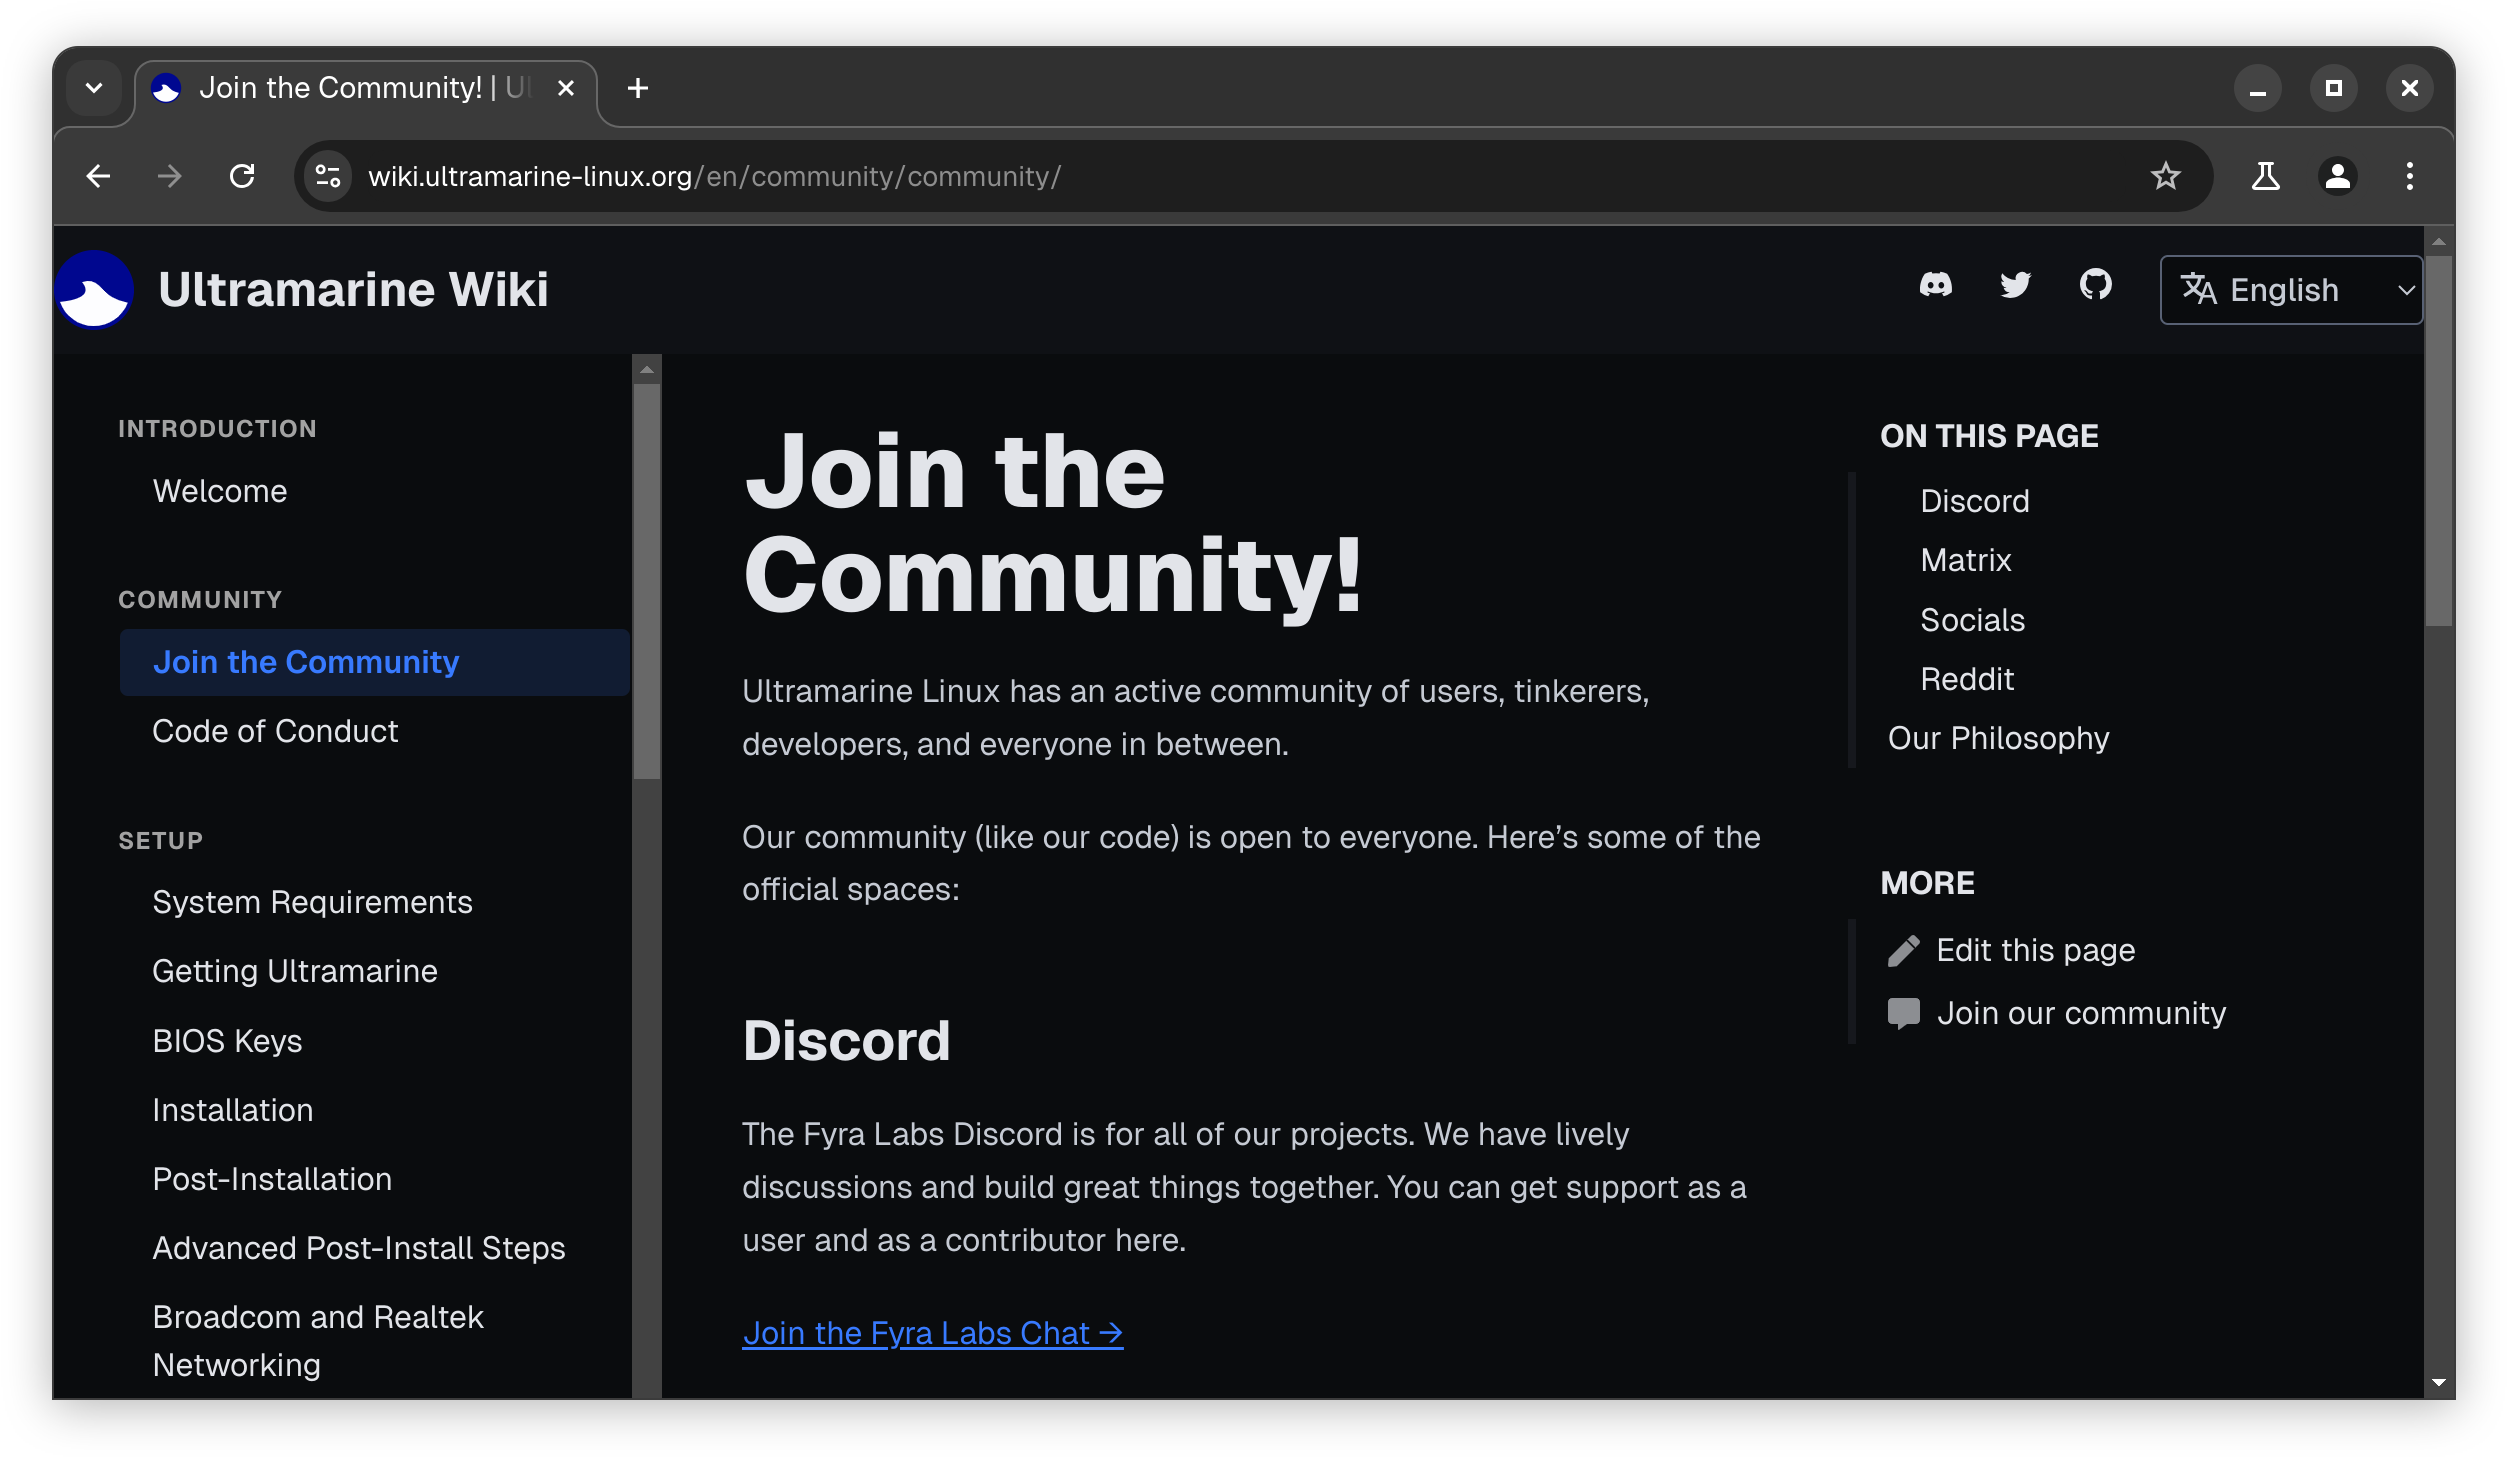 Join the Community! | Ul
wiki.ultramarine-linux.org/en/community/community/
Ultramarine Wiki
English
INTRODUCTION
Welcome
COMMUNITY
Join the Community
Code of Conduct
SETUP
System Requirements
Getting Ultramarine
BIOS Keys
Installation
Post-Installation
Advanced Post-Install Steps
Broadcom and Realtek
Networking
Join the
Community!
Ultramarine Linux has an active community of users, tinkerers,
developers, and everyone in between.
Our community (like our code) is open to everyone. Here’s some of the
official spaces:
Discord
The Fyra Labs Discord is for all of our projects. We have lively
discussions and build great things together. You can get support as a
user and as a contributor here.
Join the Fyra Labs Chat →
ON THIS PAGE
Discord
Matrix
Socials
Reddit
Our Philosophy
MORE
Edit this page
Join our community